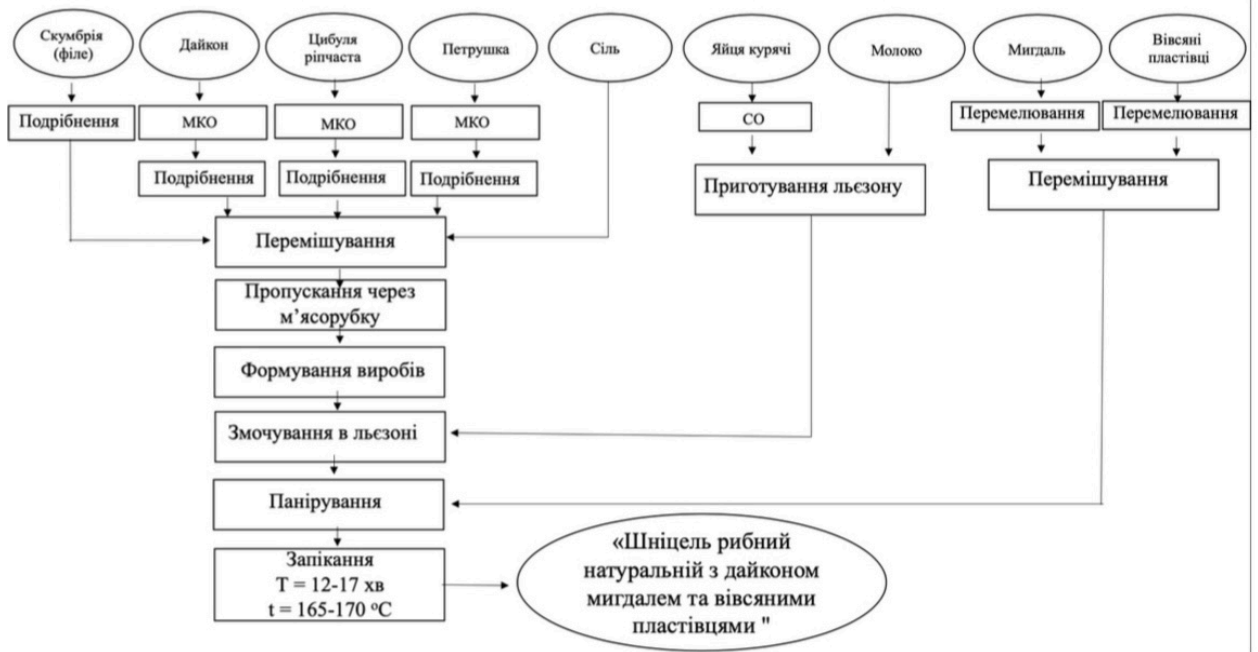 Скумбрія
(філе)
Дайкон
Цибуля
ріпчаста
Петрушка
Сіль
Яйця курячі
Молоко
Мигдаль
Вівсяні
пластівці
Подрібнення
МКО
МКО
МКО
СО
Перемелювання
Перемелювання
Подрібнення
Подрібнення
Подрібнення
Приготування льєзону
Перемішування
Перемішування
Пропускання через
м’ясорубку
Формування виробів
Змочування в льєзоні
Панірування
Запікання
Т = 12-17 хв
t = 165-170 ºС
«Шніцель рибний
натуральній з дайконом
мигдалем та вівсяними
пластівцями "